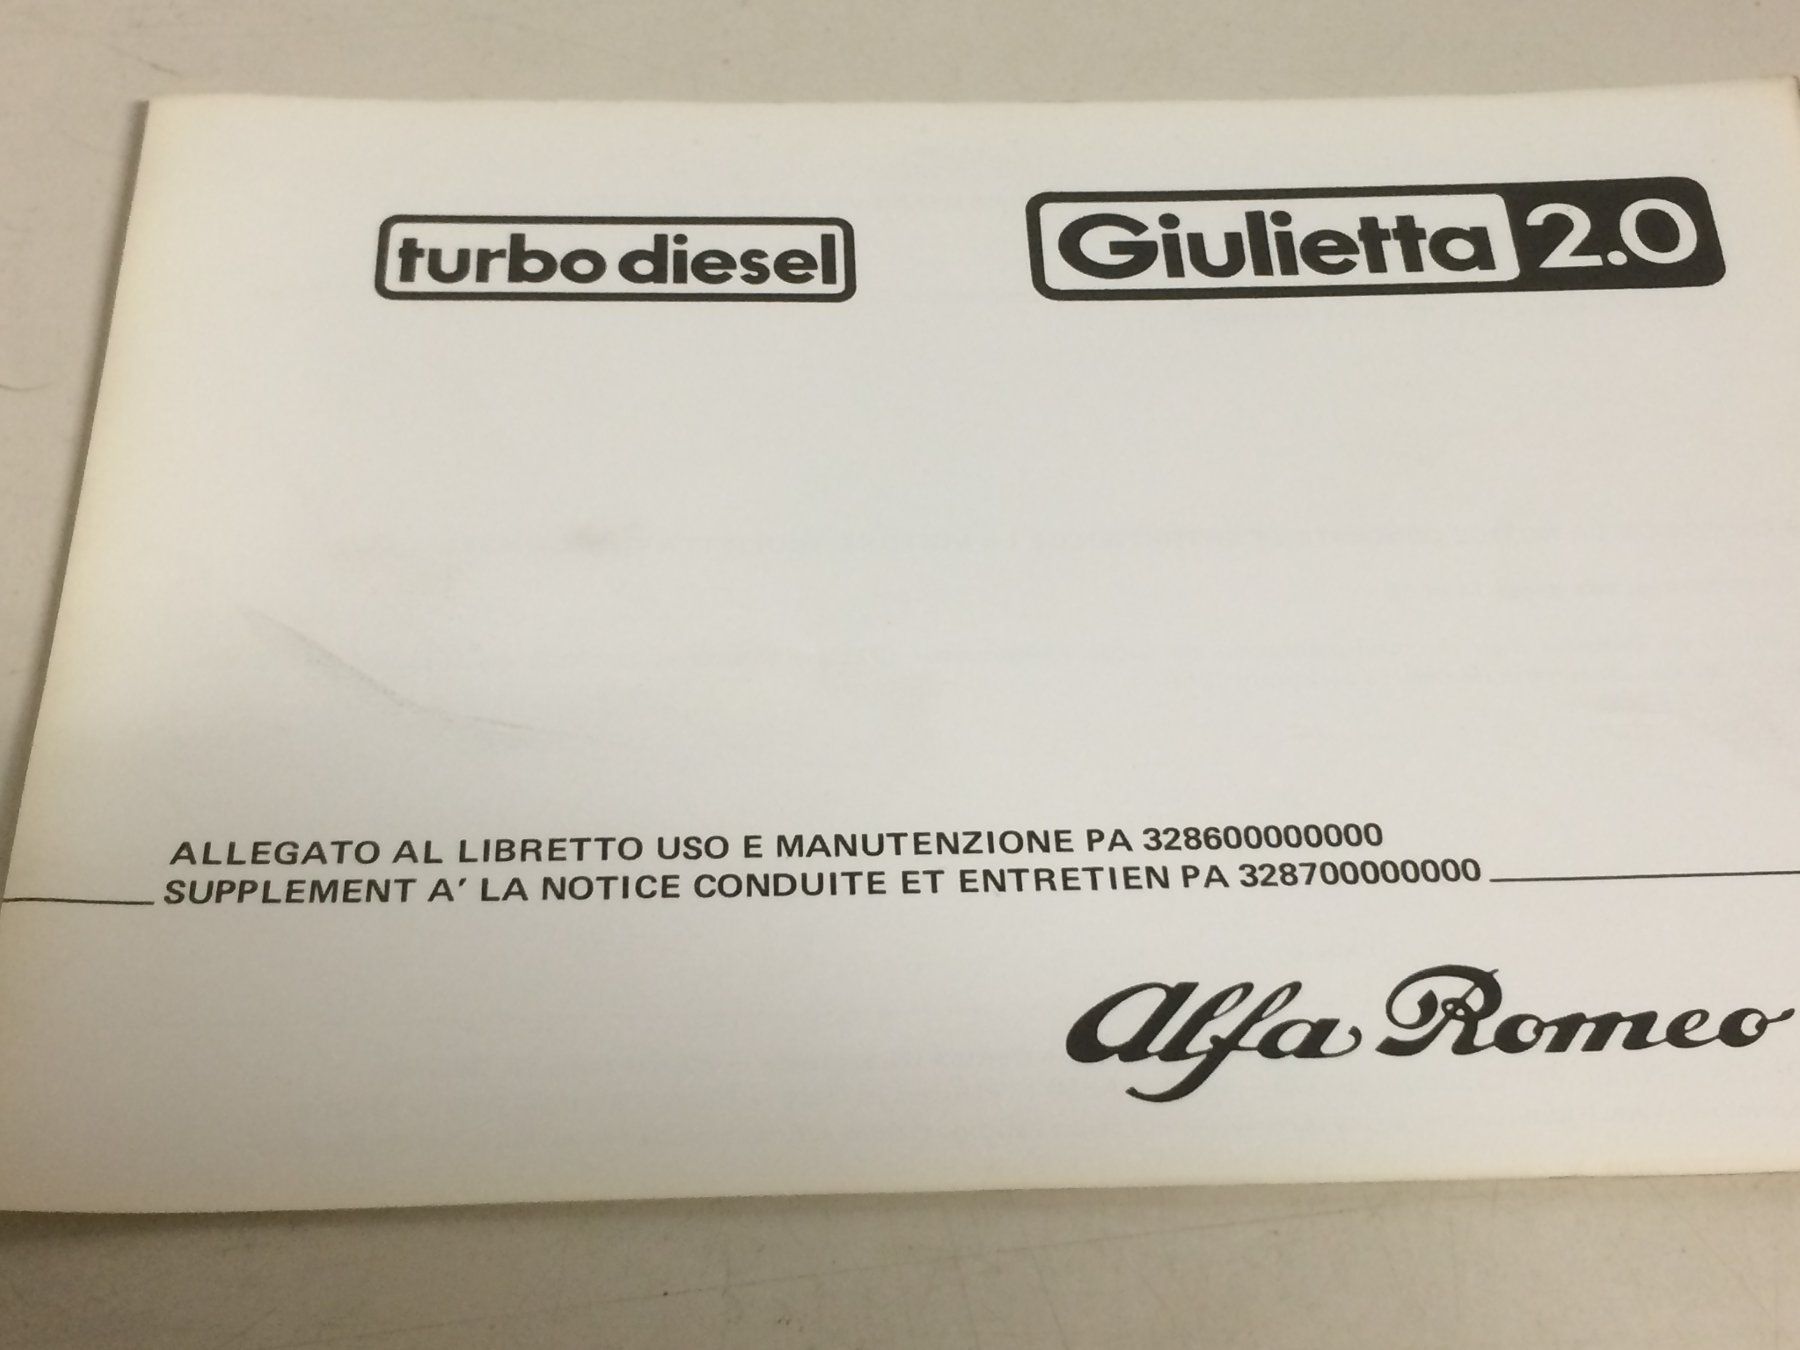 turbo diesel
Giulietta 2.0
ALLEGATO AL LIBRETTO USO E MANUTENZIONE PA 328600000000
SUPPLEMENT A' LA NOTICE CONDUITE ET ENTRETIEN PA 328700000000
Alfa Romeo